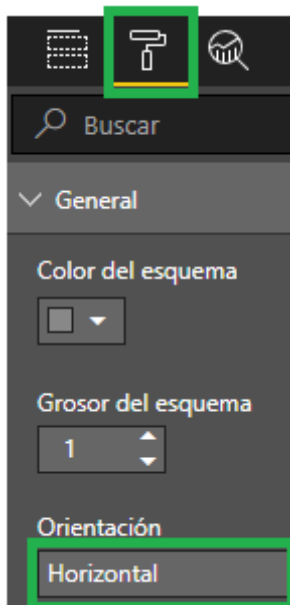 Buscar
General
Color del esquema
Grosor del esquema
1
Orientación
Horizontal